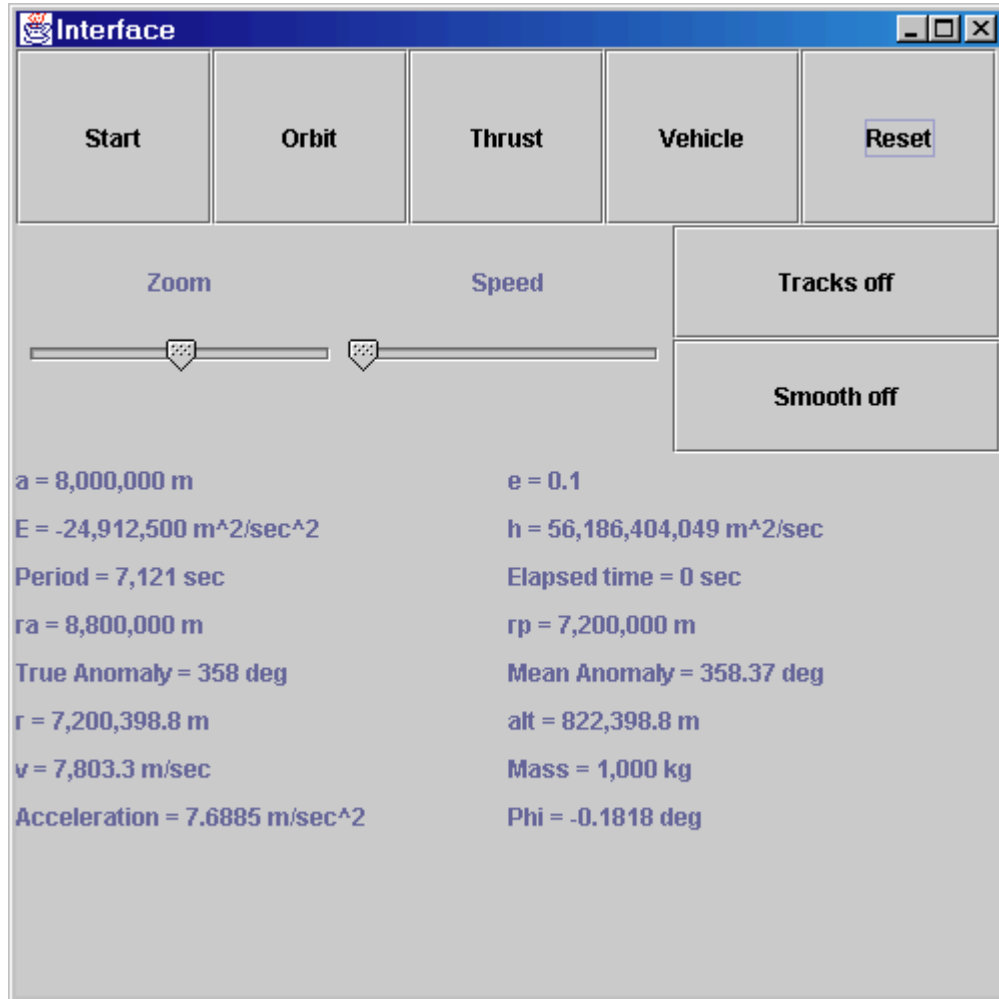 Interface
Start Orbit Thrust Vehicle Reset
Zoom Speed Tracks off
Smooth off
a = 8,000,000 m e = 0.1
E = -24,912,500 m^2/sec^2 h = 56,186,404,049 m^2/sec
Period = 7,121 sec Elapsed time = 0 sec
ra = 8,800,000 m rp = 7,200,000 m
True Anomaly = 358 deg Mean Anomaly = 358.37 deg
r = 7,200,398.8 m alt = 822,398.8 m
v = 7,803.3 m/sec Mass = 1,000 kg
Acceleration = 7.6885 m/sec^2 Phi = -0.1818 deg